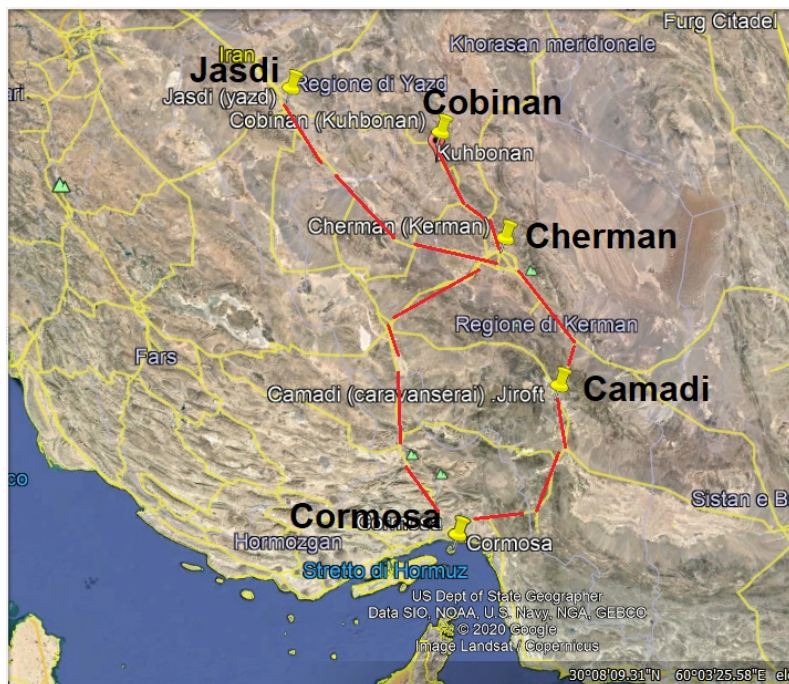 Furg Citadel
Iran
Khorasan meridionale
Jasdi
Regione di Yazd
Jasdi (yazd)
Cobinan
Cobinan (Kuhbonan)
Kuhbonan
Cherman (Kerman)
Cherman
Regione di Kerman
Fars
Camadi (caravanserai) .Jiroft
Camadi
co
Sistan e B
Cormosa
Hormozgan
Cormosa
Stretto di Hormuz
US Dept of State Geographer
Data SIO, NOAA, U.S. Navy, NGA, GEBCO
© 2020 Google
Image Landsat / Copernicus
30°08'09.31"N 60°03'25.58"E ele